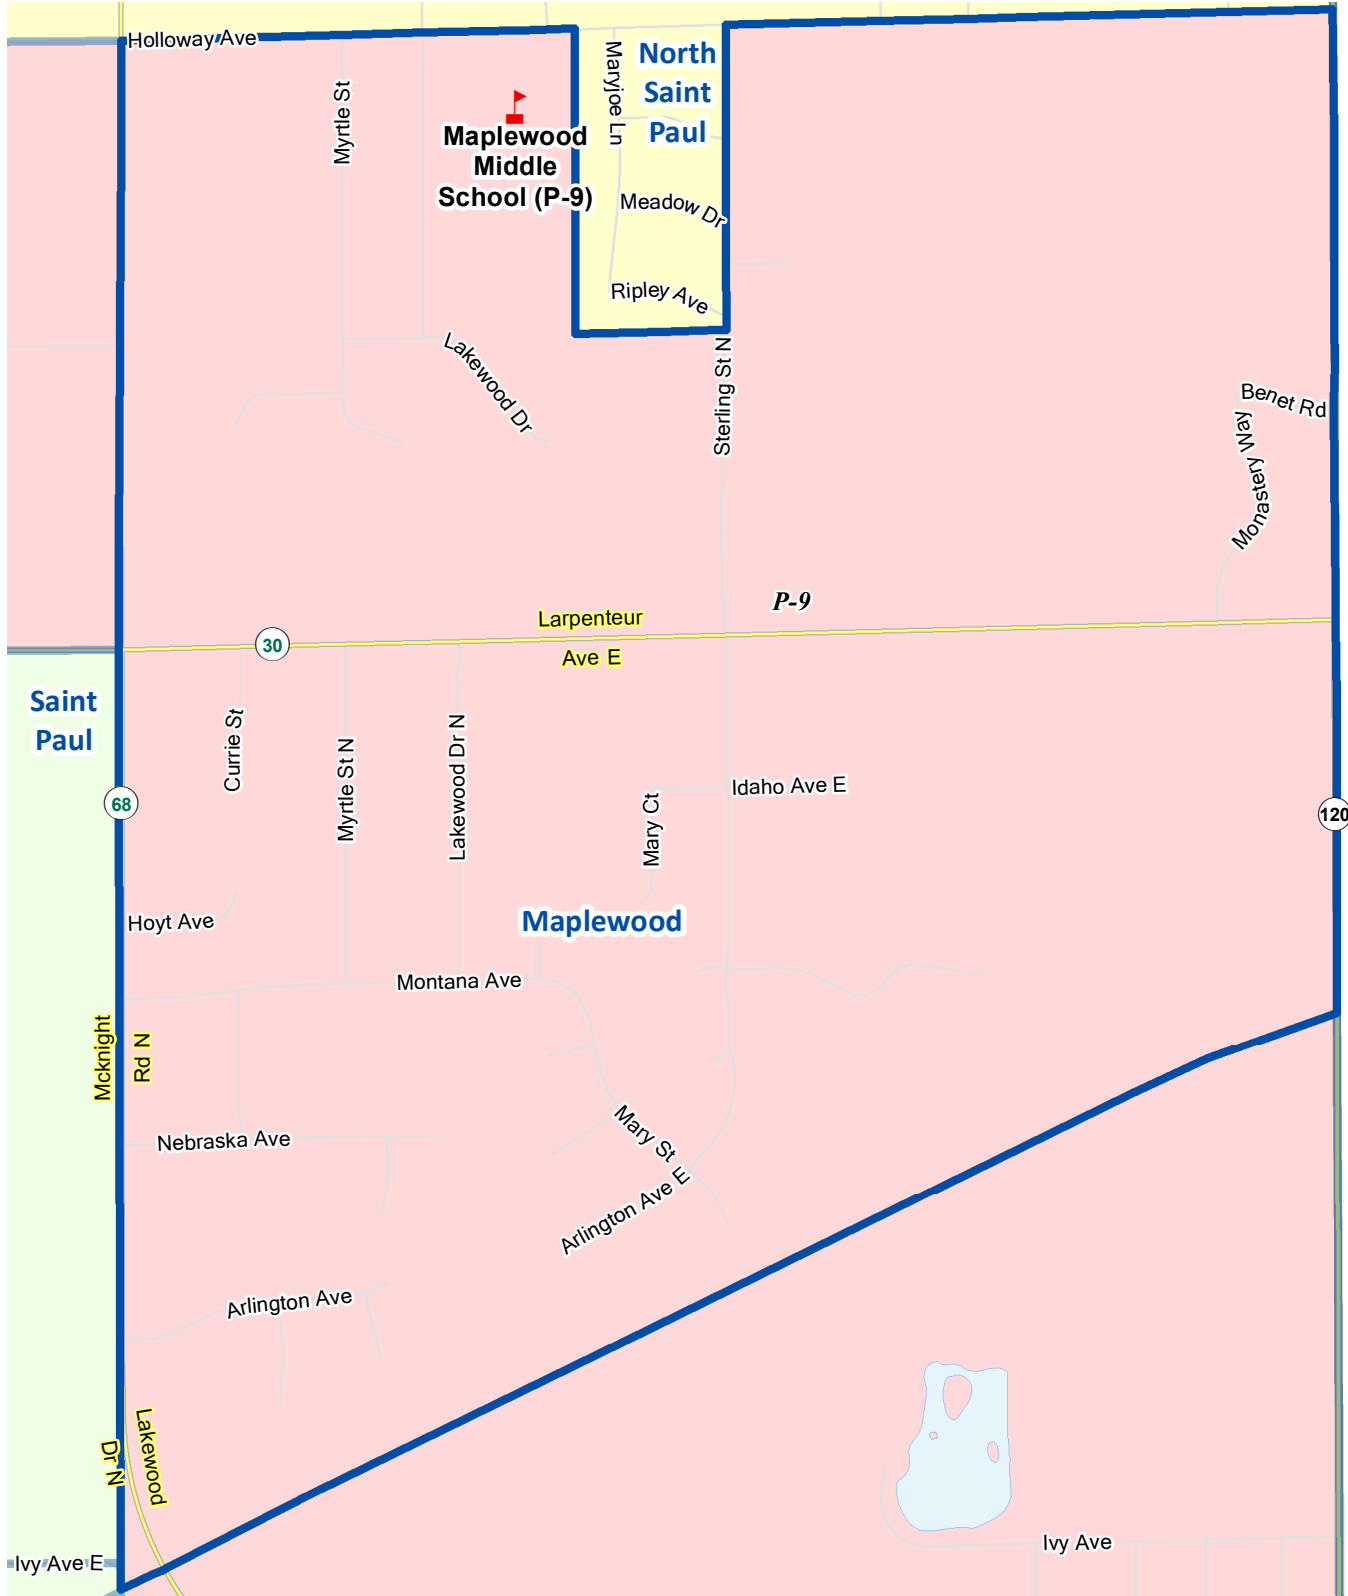 Holloway Ave
Myrtle St
Maryjoe Ln
North
Saint
Paul
Maplewood
Middle
School (P-9)
Meadow Dr
Ripley Ave
Lakewood Dr
Sterling St N
Benet Rd
Monastery Way
P-9
Larpenteur
Ave E
30
Saint
Paul
Currie St
Myrtle St N
Lakewood Dr N
Mary Ct
Idaho Ave E
68
120
Hoyt Ave
Maplewood
Montana Ave
Mcknight
Rd N
Nebraska Ave
Mary St
Arlington Ave E
Arlington Ave
Lakewood
Dr N
Ivy Ave E
Ivy Ave